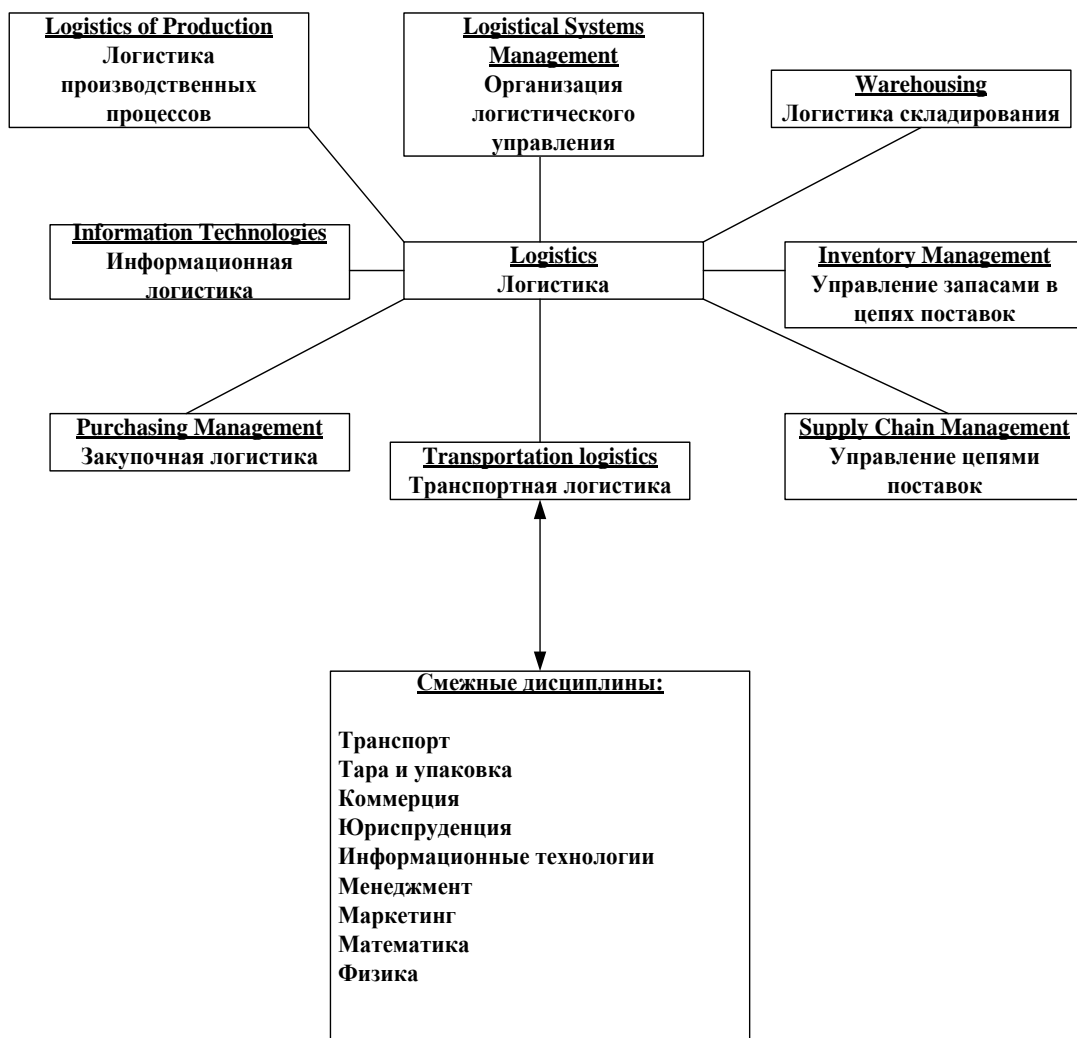 Logistics of Production
Логистика
производственных
процессов
Logistical Systems
Management
Организация
логистического
управления
Warehousing
Логистика складирования
Information Technologies
Информационная
логистика
Logistics
Логистика
Inventory Management
Управление запасами в
цепях поставок
Purchasing Management
Закупочная логистика
Transportation logistics
Транспортная логистика
Supply Chain Management
Управление цепями
поставок
Смежные дисциплины:
Транспорт
Тара и упаковка
Коммерция
Юриспруденция
Информационные технологии
Менеджмент
Маркетинг
Математика
Физика